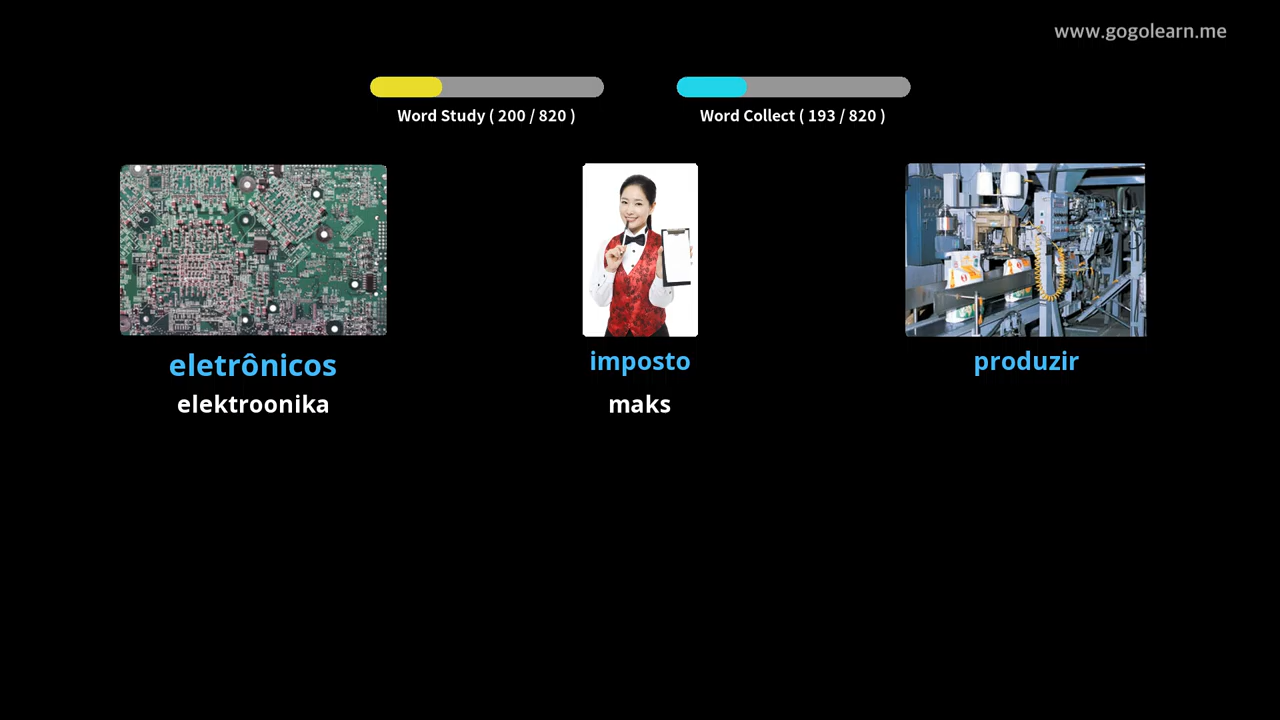 www.gogolearn.me
Word Study ( 200 / 820 )
Word Collect ( 193 / 820 )
eletrônicos
imposto
produzir
elektroonika
maks